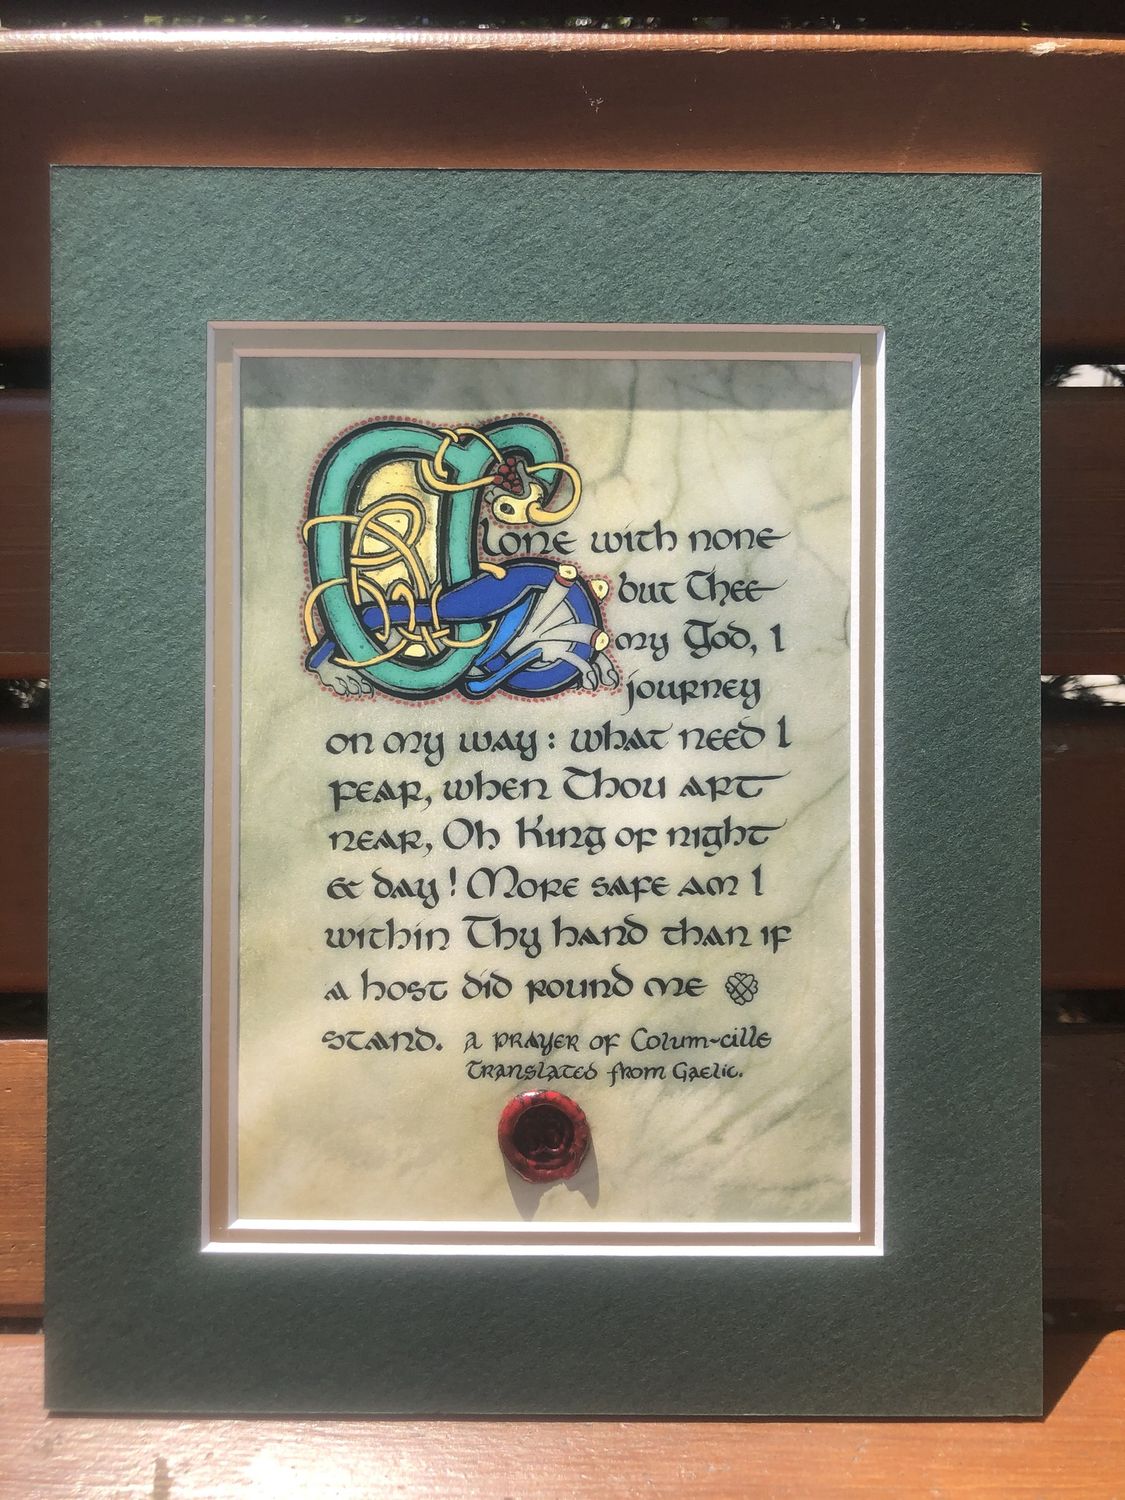 Alone with none
but Thee
my God, I
journey
on my way: what need I
fear, when Thou art
near, Oh King of night
& day! More safe am I
within Thy hand than if
a host did round me
stand. A prayer of Colum-cille
Translated from Gaelic.